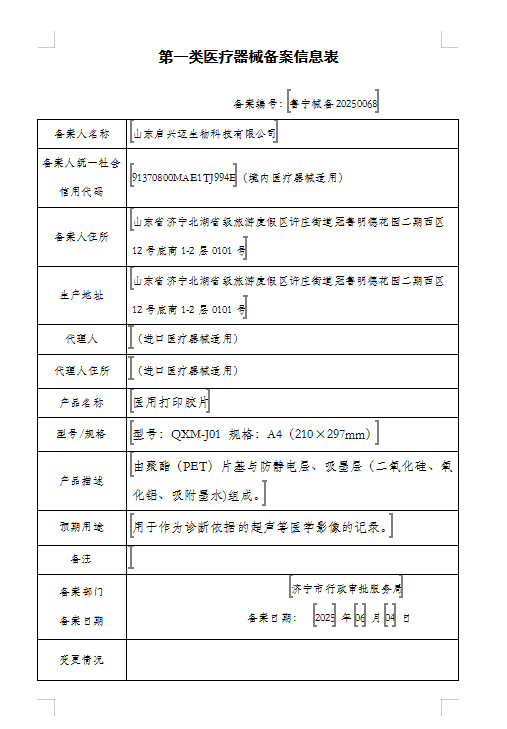 第一类医疗器械备案信息表
备案编号：鲁宁械备20250068
备案人名称 山东启兴迈生物科技有限公司
备案人统一社会
信用代码
91370800MAE1TJ994E（境内医疗器械适用）
备案人住所
山东省济宁北湖省级旅游度假区许庄街道冠鲁明德花园二期西区
12号底商1-2层0101号
生产地址
山东省济宁北湖省级旅游度假区许庄街道冠鲁明德花园二期西区
12号底商1-2层0101号
代理人 （进口医疗器械适用）
代理人住所 （进口医疗器械适用）
产品名称 医用打印胶片
型号/规格 型号：QXM-J01 规格：A4（210×297mm）
产品描述
由聚酯（PET）片基与防静电层、吸墨层（二氧化硅、氧
化铝、吸附墨水)组成。
预期用途 用于作为诊断依据的超声等医学影像的记录。
备注
备案部门
备案日期
济宁市行政审批服务局
备案日期： 2025 年 06 月 04 日
变更情况